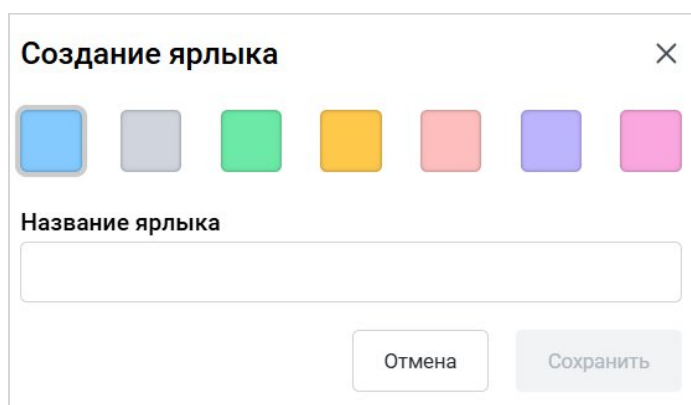 Создание ярлыка
Название ярлыка
Отмена Сохранить